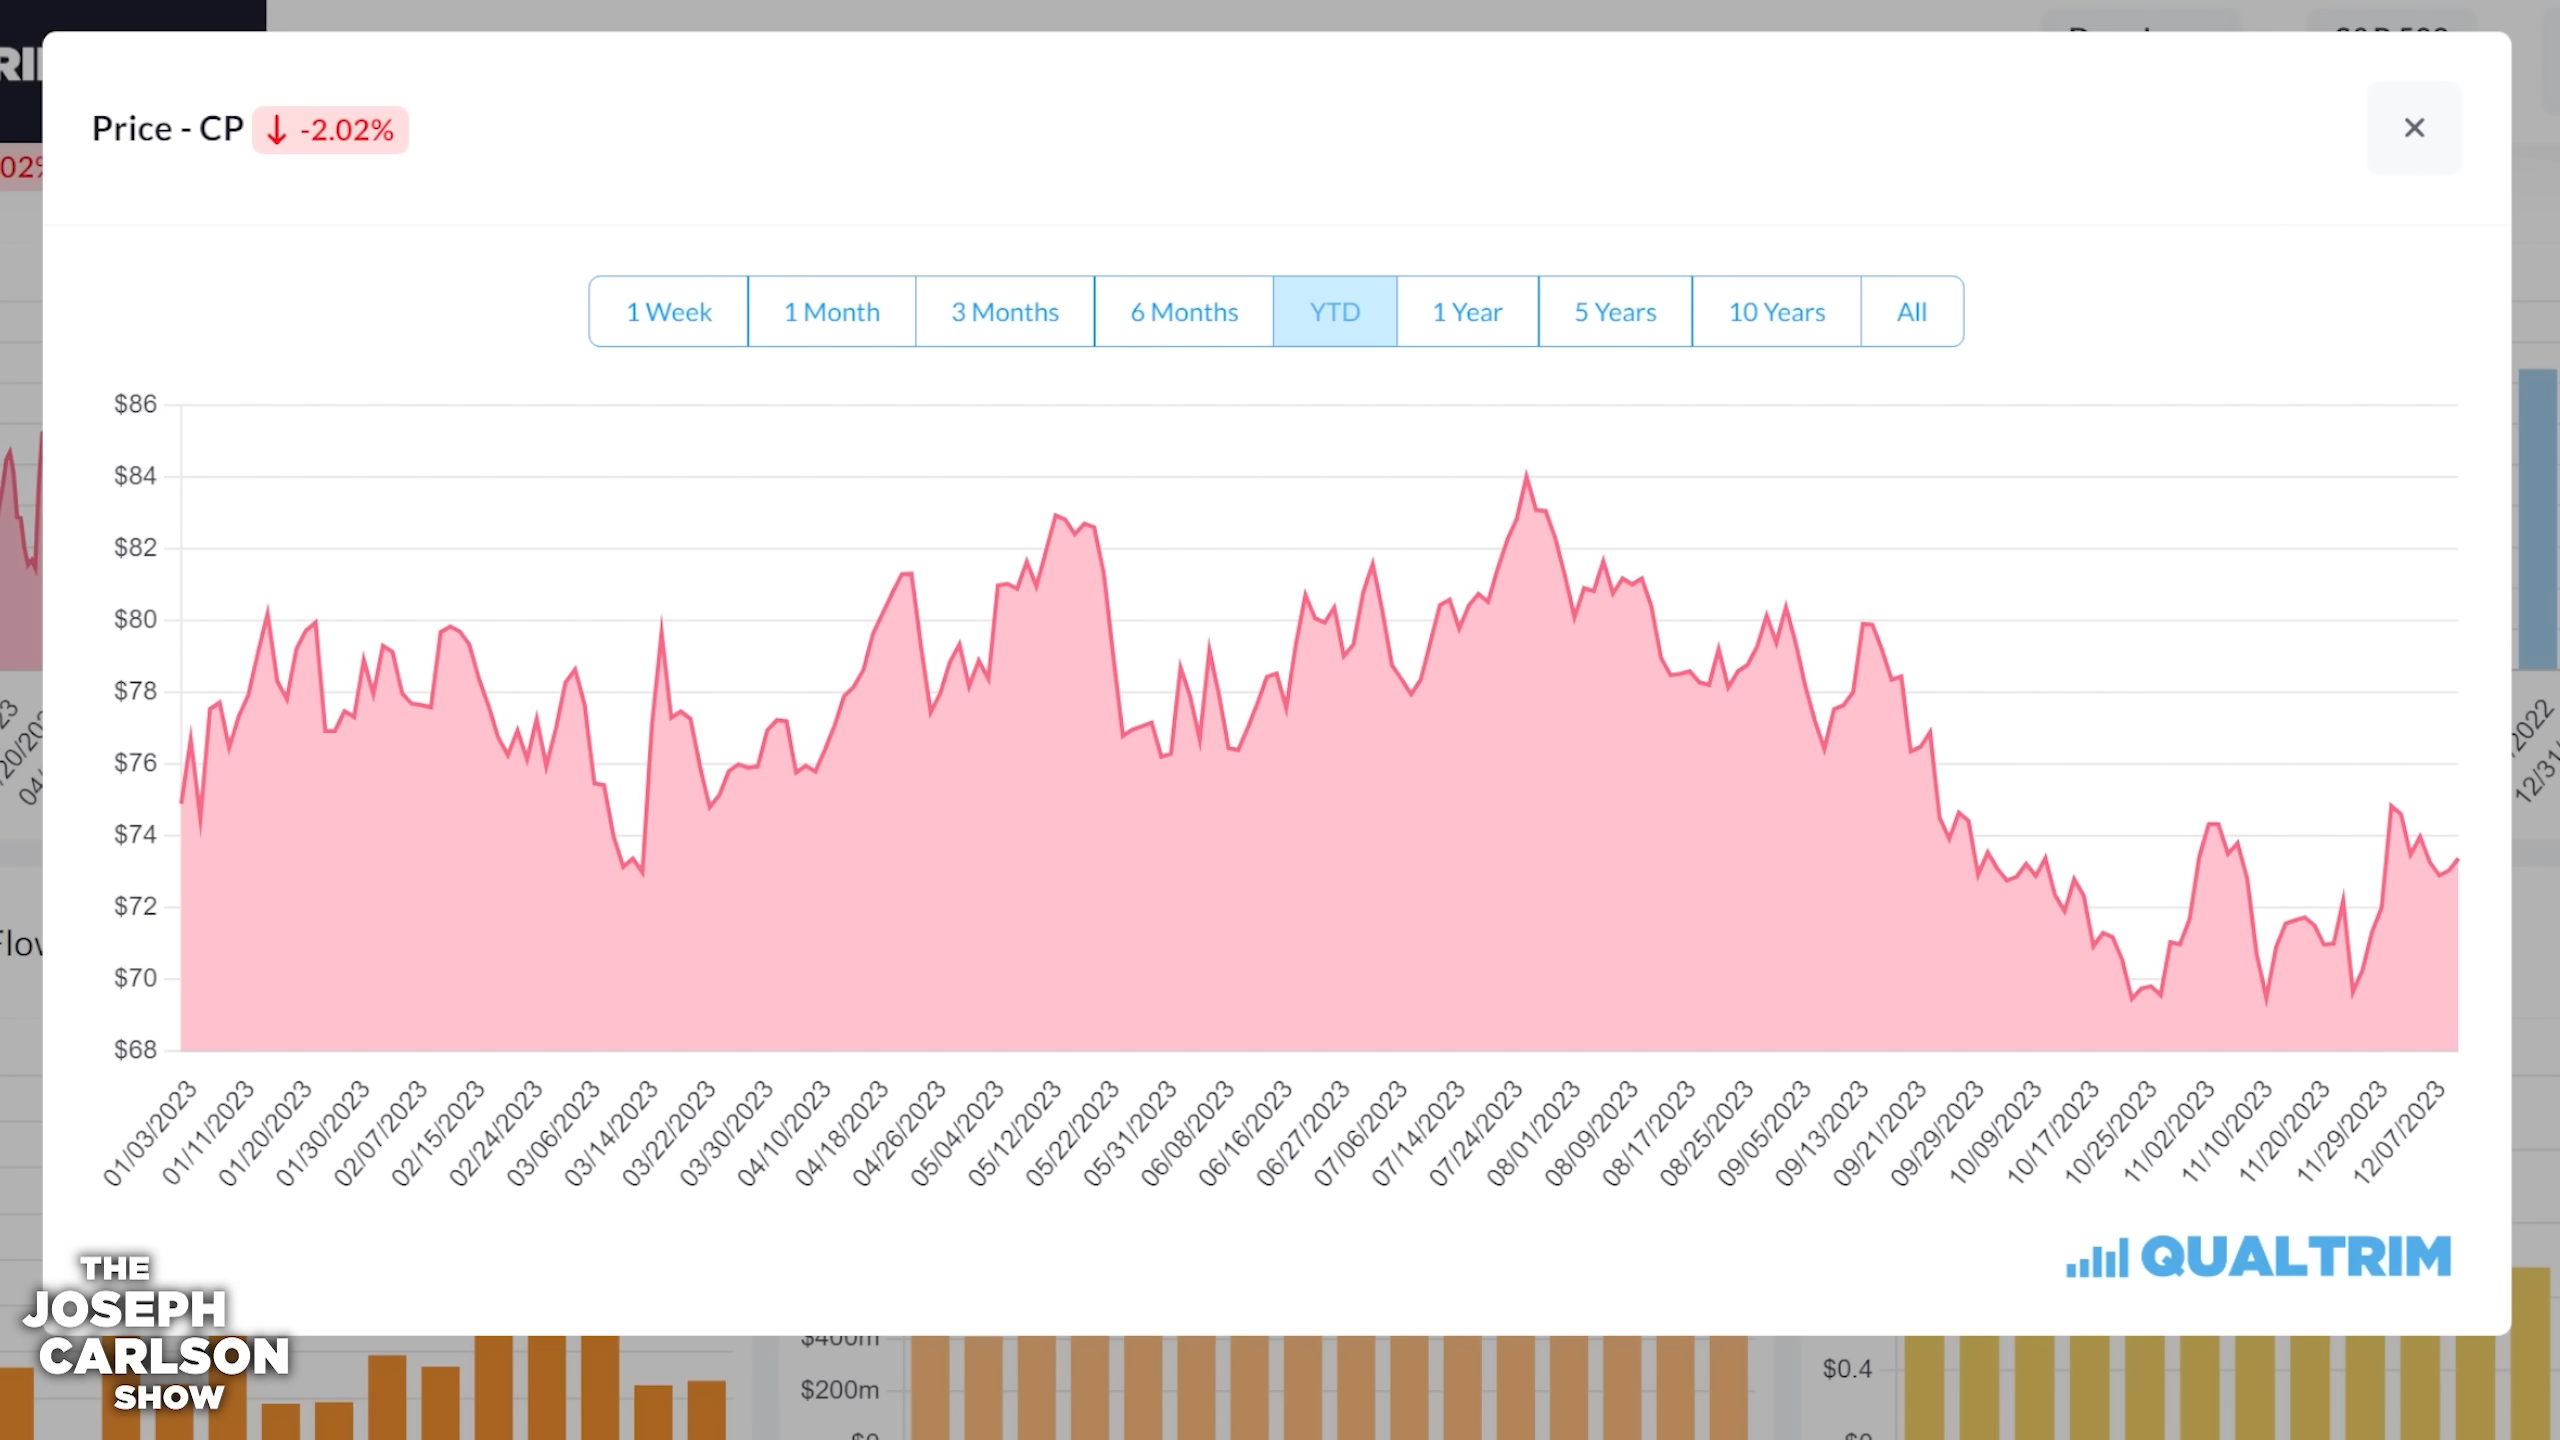 RI
Price - CP ↓ -2.02%
×
02%
1 Week 1 Month 3 Months 6 Months YTD 1 Year 5 Years 10 Years All
$86
$84
$82
$80
$78
$76
$74
$72
$70
$68
01/03/2023 01/11/2023 01/20/2023 01/30/2023 02/07/2023 02/15/2023 02/24/2023 03/06/2023 03/14/2023 03/22/2023 03/30/2023 04/10/2023 04/18/2023 04/26/2023 05/04/2023 05/12/2023 05/22/2023 05/31/2023 06/08/2023 06/16/2023 06/27/2023 07/06/2023 07/14/2023 07/24/2023 08/01/2023 08/09/2023 08/17/2023 08/25/2023 09/05/2023 09/13/2023 09/21/2023 09/29/2023 10/09/2023 10/17/2023 10/25/2023 11/02/2023 11/10/2023 11/20/2023 11/29/2023 12/07/2023
QUALTRIM
THE
JOSEPH
CARLSON
SHOW
$400m
$200m
$0
$0.4
$0